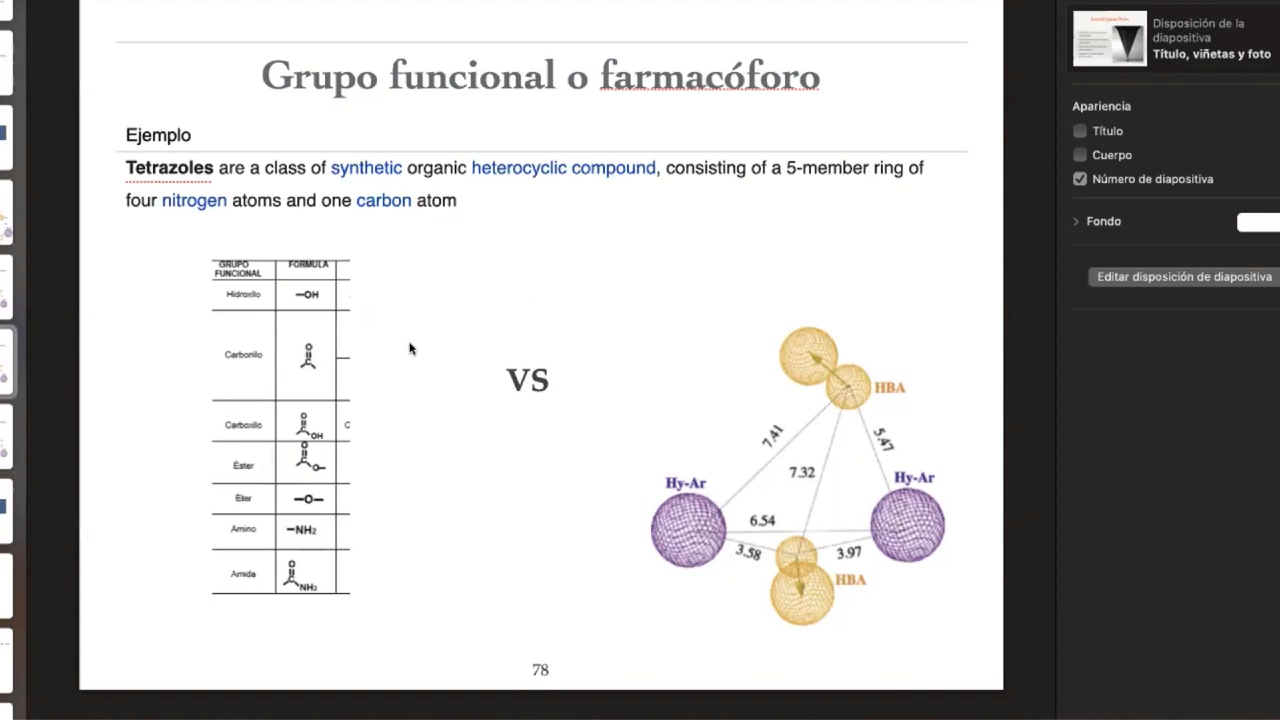 Grupo funcional o farmacóforo
Ejemplo
Tetrazoles are a class of synthetic organic heterocyclic compound, consisting of a 5-member ring of
four nitrogen atoms and one carbon atom
GRUPO FUNCIONAL FORMULA
Hidroxilo —OH
Carbonilo O
Carboxilo O OH
Éster O O—
Éter —O—
Amino —NH2
Amida O NH2
VS
HBA
7.41
5.47
7.32
Hy-Ar
Hy-Ar
6.54
3.58
3.97
HBA
78
Disposición de la
diapositiva
Título, viñetas y foto
Apariencia
Título
Cuerpo
Número de diapositiva
Fondo
Editar disposición de diapositiva